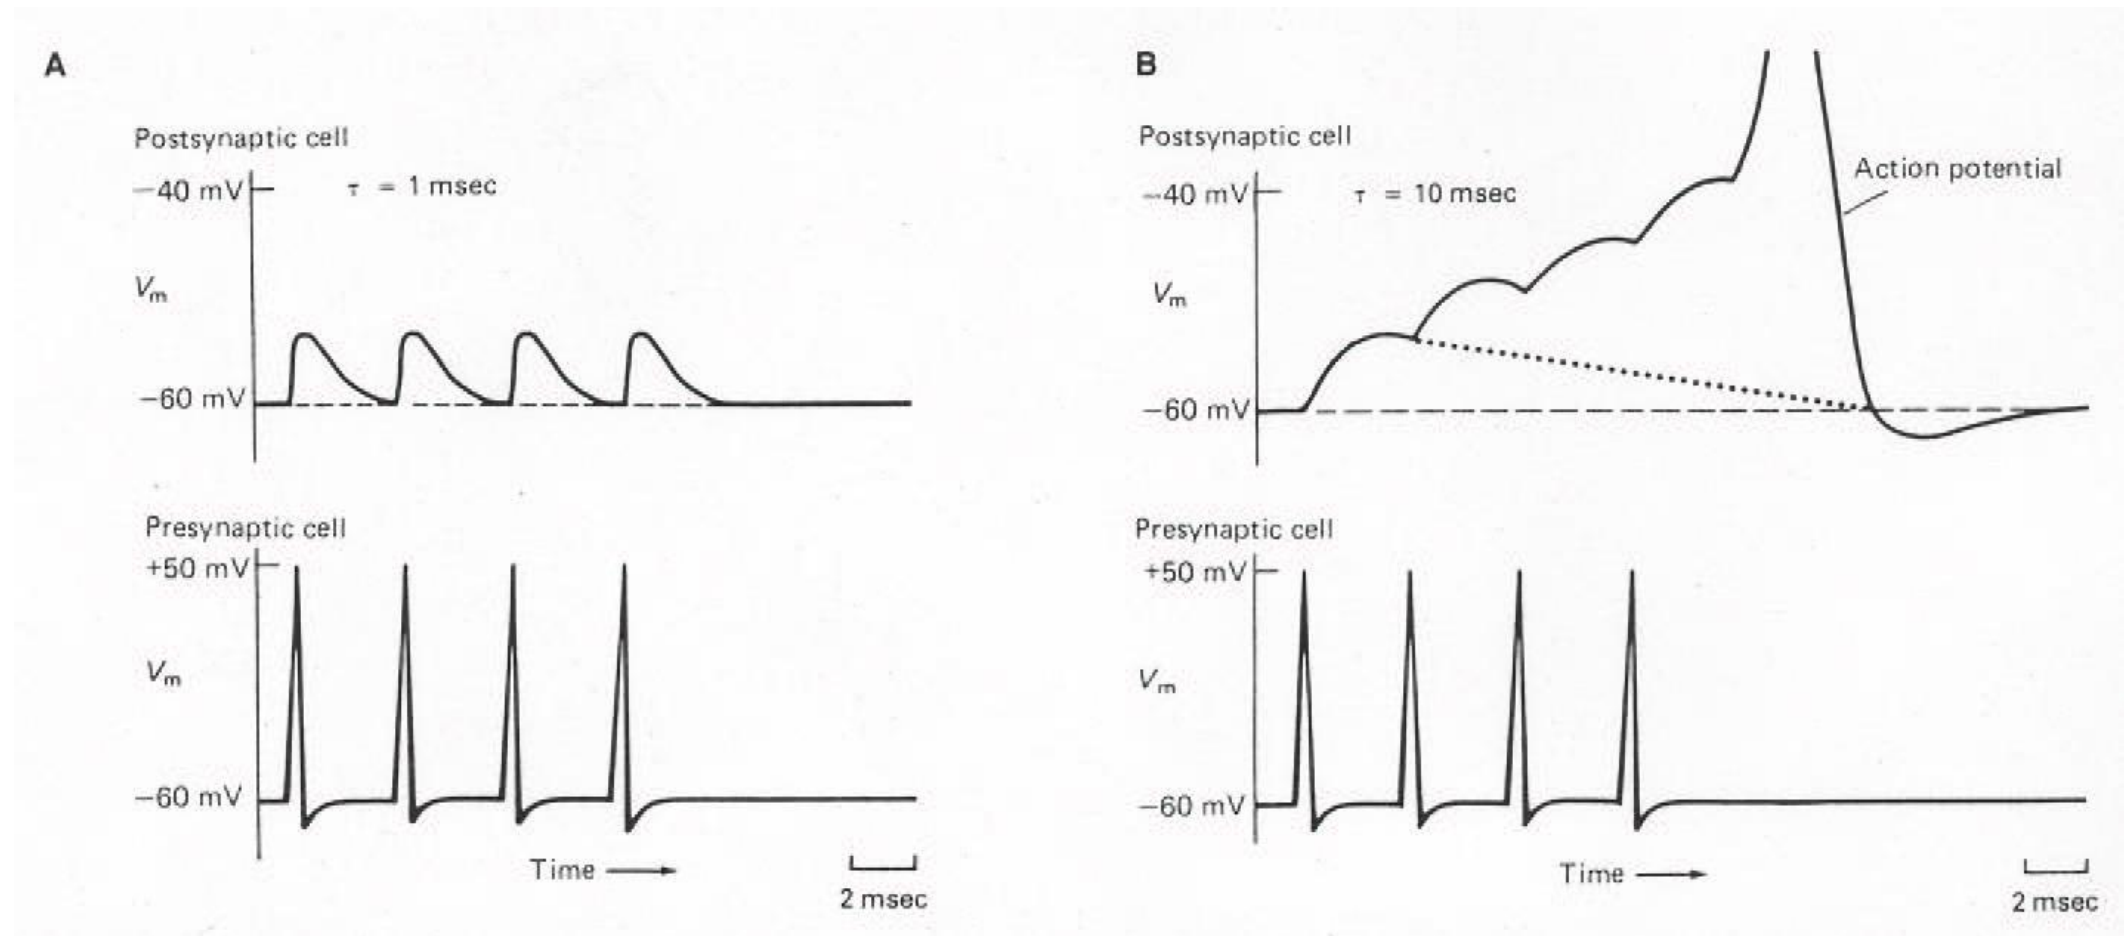 A
Postsynaptic cell
−40 mV
τ = 1 msec
Vm
−60 mV
Presynaptic cell
+50 mV
Vm
−60 mV
Time
2 msec
B
Postsynaptic cell
−40 mV
τ = 10 msec
Action potential
Vm
−60 mV
Presynaptic cell
+50 mV
Vm
−60 mV
Time
2 msec